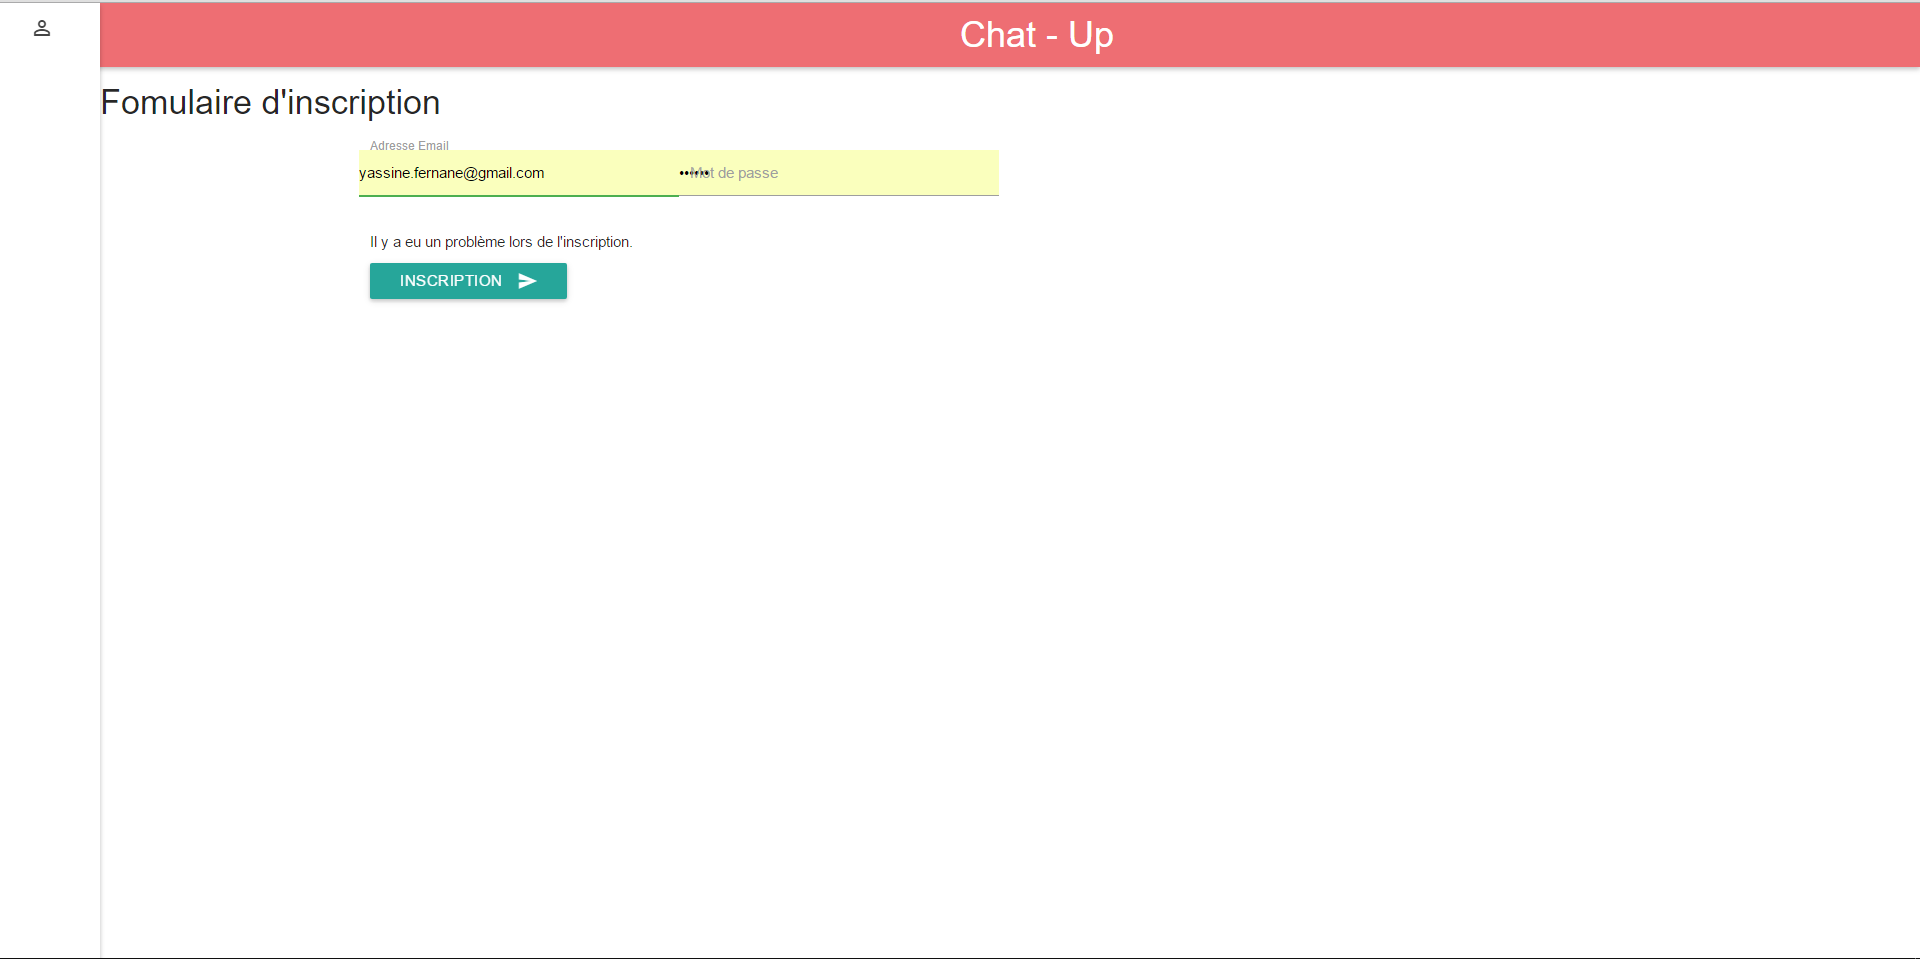 Chat - Up
Fomulaire d'inscription
Adresse Email
yassine.fernane@gmail.com
•••••• Mot de passe
Il y a eu un problème lors de l'inscription.
INSCRIPTION